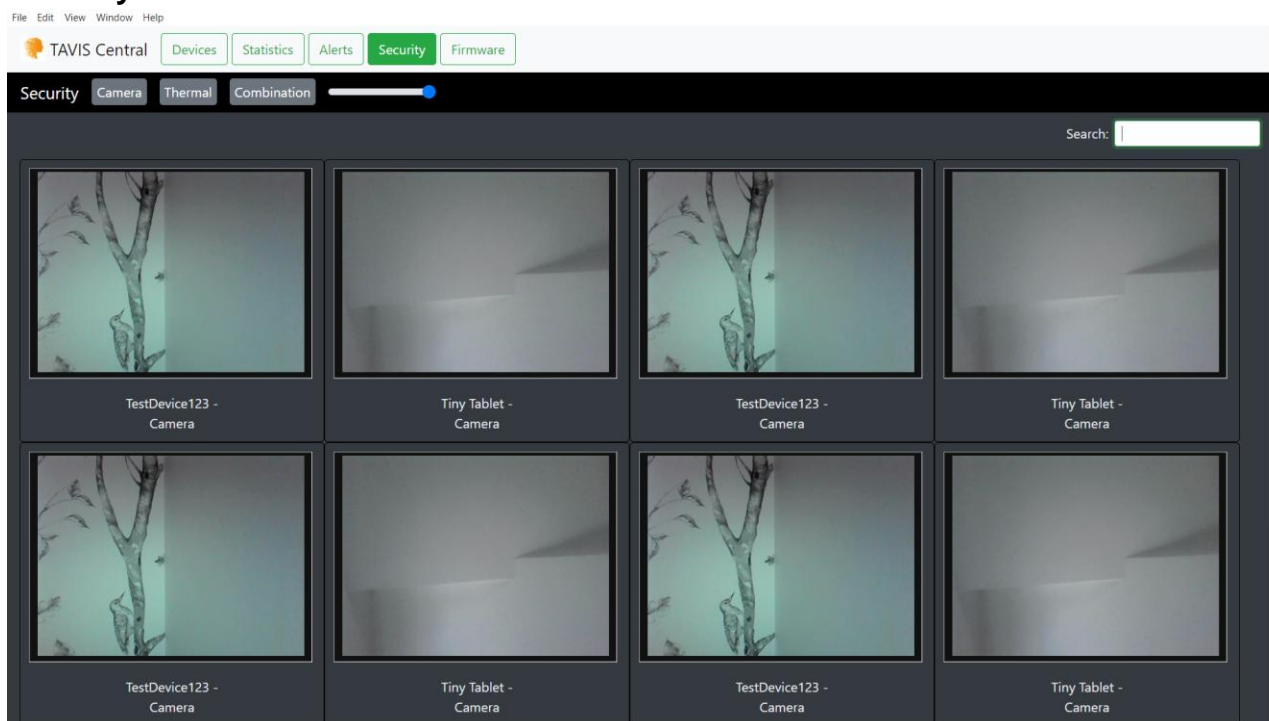 File Edit View Window Help
TAVIS Central Devices Statistics Alerts Security Firmware
Security Camera Thermal Combination
Search:
TestDevice123 - Tiny Tablet - TestDevice123 - Tiny Tablet -
Camera Camera Camera Camera
TestDevice123 - Tiny Tablet - TestDevice123 - Tiny Tablet -
Camera Camera Camera Camera